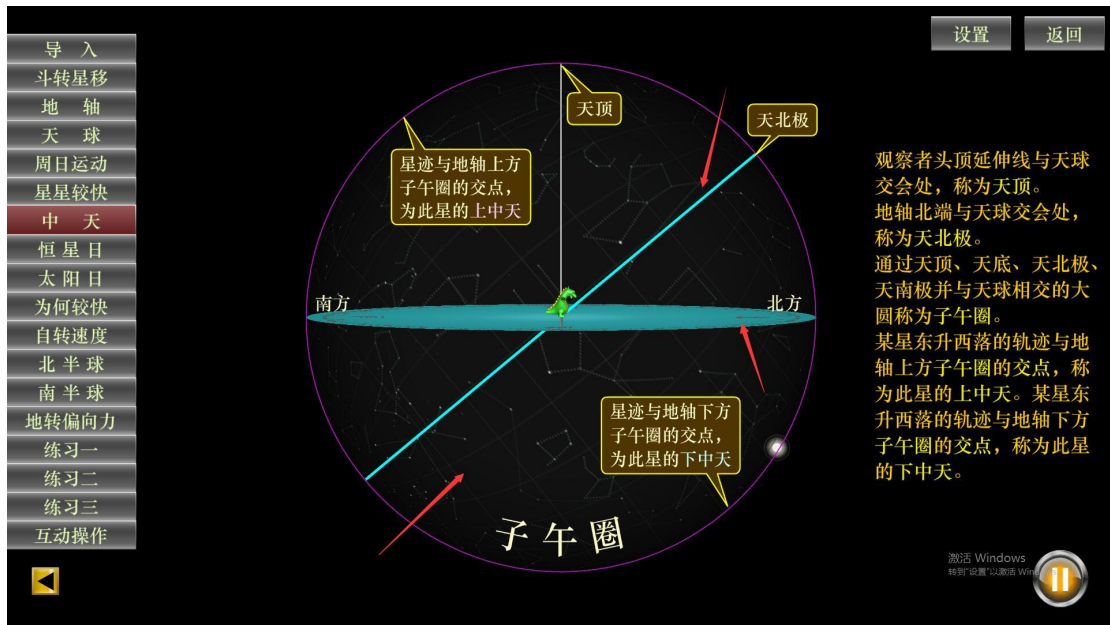 设置
返回
导 入
斗转星移
地 轴
天 球
周日运动
星星较快
中 天
恒 星 日
太 阳 日
为何较快
自转速度
北 半 球
南 半 球
地转偏向力
练习一
练习二
练习三
互动操作
天顶
天北极
星迹与地轴上方
子午圈的交点，
为此星的上中天
南方
北方
星迹与地轴下方
子午圈的交点，
为此星的下中天
子午圈
观察者头顶延伸线与天球
交会处，称为天顶。
地轴北端与天球交会处，
称为天北极。
通过天顶、天底、天北极、
天南极并与天球相交的大
圆称为子午圈。
某星东升西落的轨迹与地
轴上方子午圈的交点，称
为此星的上中天。某星东
升西落的轨迹与地轴下方
子午圈的交点，称为此星
的下中天。
激活 Windows
转到"设置"以激活 Win